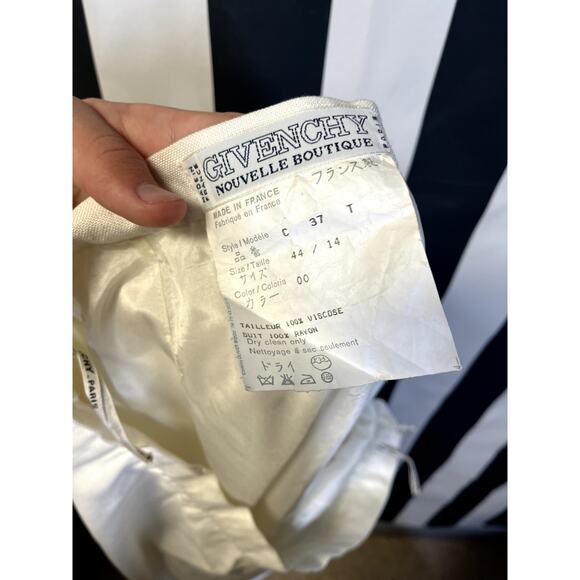 GIVENCHY
NOUVELLE BOUTIQUE
MADE IN FRANCE フランス製
Fabriqué en France
Style/Modèle C 37 T
品番
Size/Taille 44 / 14
サイズ
Color/Coloris 00
カラー
TAILLEUR 100% VISCOSE
SUIT 100% RAYON
Dry clean only
Nettoyage à sec seulement
ドライ
CHY-PARIS